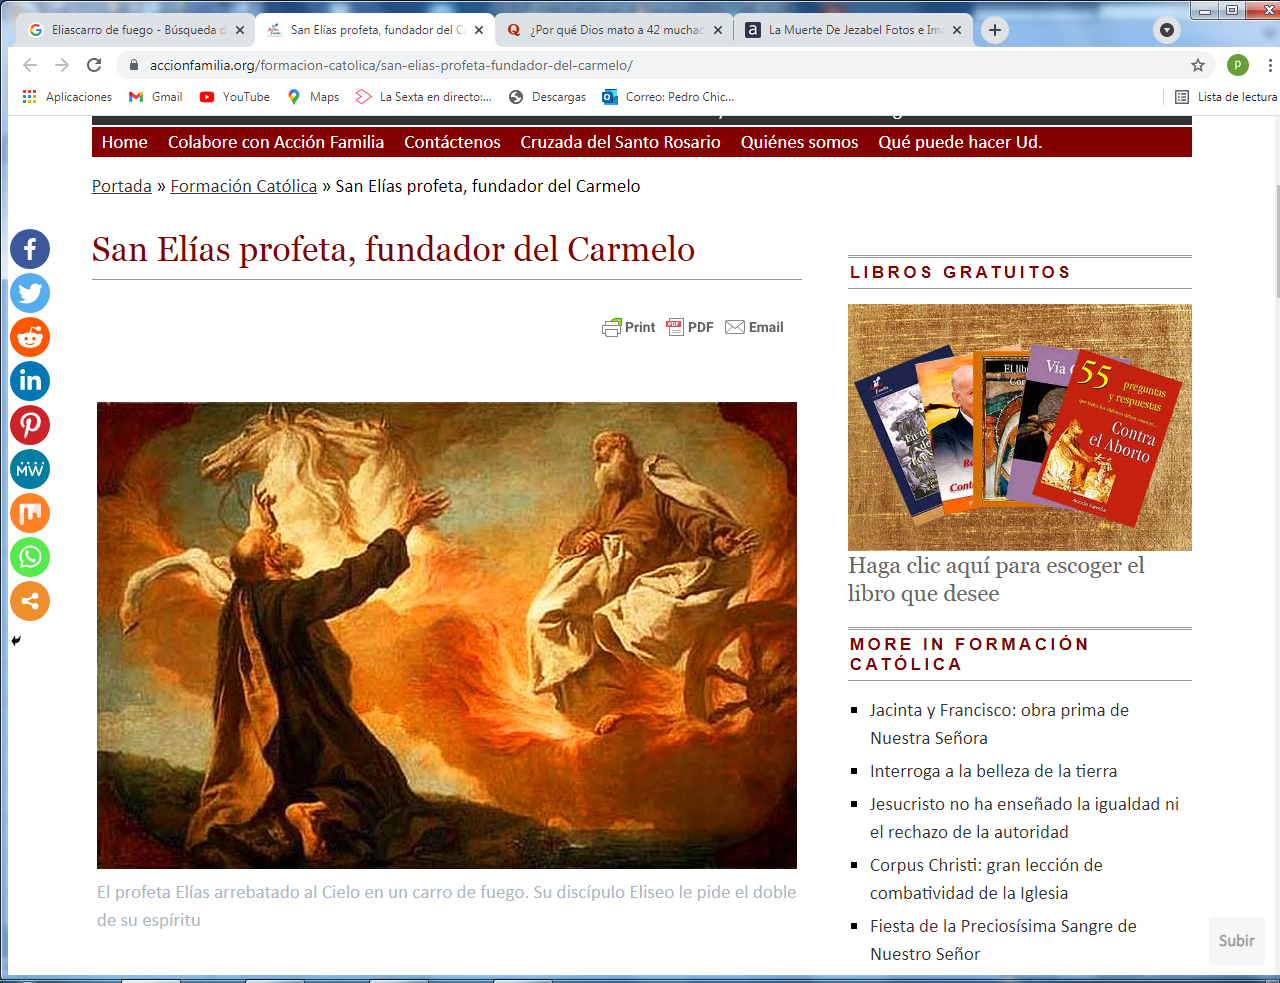 Eliascarro de fuego - Búsqueda d
San Elías profeta, fundador del C
¿Por qué Dios mato a 42 muchac
La Muerte De Jezabel Fotos e Ima
accionfamilia.org/formacion-catolica/san-elias-profeta-fundador-del-carmelo/
P
Aplicaciones
Gmail
YouTube
Maps
La Sexta en directo:...
Descargas
Correo: Pedro Chic...
Lista de lectura
Home
Colabore con Acción Familia
Contáctenos
Cruzada del Santo Rosario
Quiénes somos
Qué puede hacer Ud.
Portada » Formación Católica » San Elías profeta, fundador del Carmelo
San Elías profeta, fundador del Carmelo
Print
PDF
Email
MW
El profeta Elías arrebatado al Cielo en un carro de fuego. Su discípulo Eliseo le pide el doble
de su espíritu
LIBROS GRATUITOS
El lib
Con
Vía C
55
preguntas
y respuestas
Contra
el Aborto
Acción Familia
Haga clic aquí para escoger el
libro que desee
MORE IN FORMACIÓN
CATÓLICA
Jacinta y Francisco: obra prima de
Nuestra Señora
Interroga a la belleza de la tierra
Jesucristo no ha enseñado la igualdad ni
el rechazo de la autoridad
Corpus Christi: gran lección de
combatividad de la Iglesia
Fiesta de la Preciosísima Sangre de
Nuestro Señor
Subir